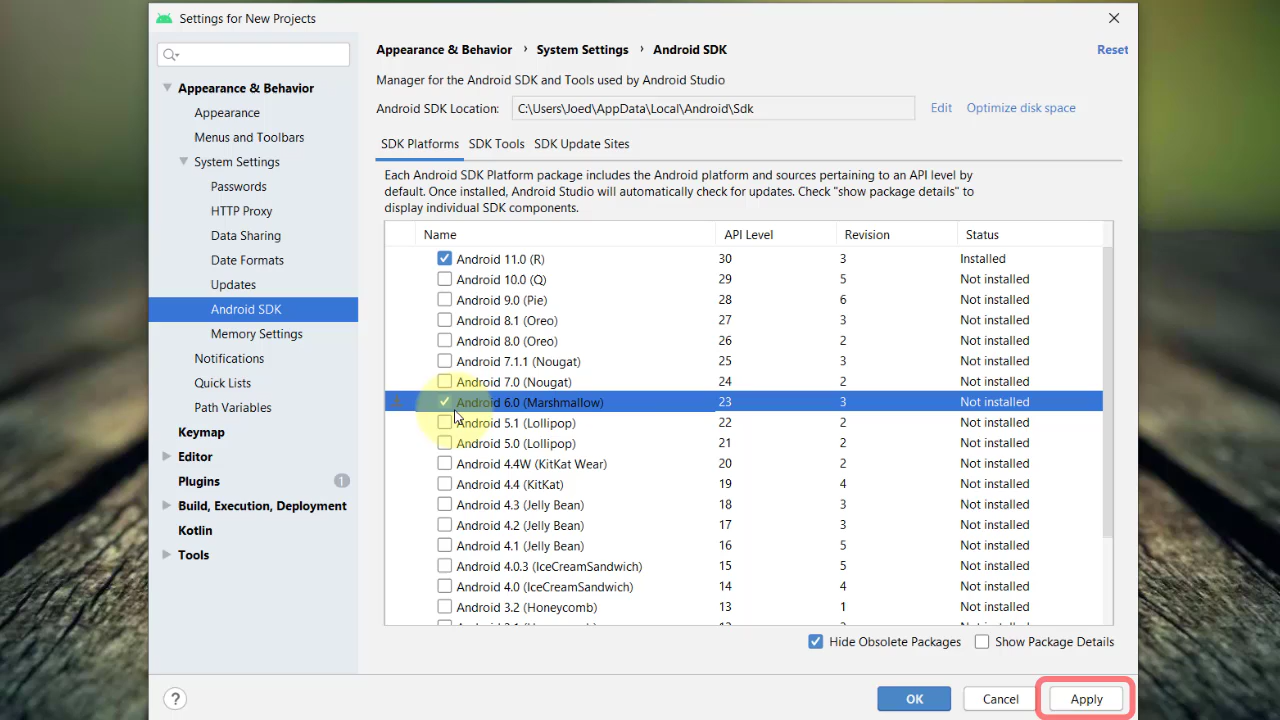 Settings for New Projects
Appearance & Behavior › System Settings › Android SDK
Reset
Manager for the Android SDK and Tools used by Android Studio
Android SDK Location: C:\Users\Joed\AppData\Local\Android\Sdk Edit Optimize disk space
Appearance & Behavior
Appearance
Menus and Toolbars
System Settings
Passwords
HTTP Proxy
Data Sharing
Date Formats
Updates
Android SDK
Memory Settings
Notifications
Quick Lists
Path Variables
Keymap
Editor
Plugins 1
Build, Execution, Deployment
Kotlin
Tools
SDK Platforms SDK Tools SDK Update Sites
Each Android SDK Platform package includes the Android platform and sources pertaining to an API level by
default. Once installed, Android Studio will automatically check for updates. Check "show package details" to
display individual SDK components.
Name API Level Revision Status
Android 11.0 (R) 30 3 Installed
Android 10.0 (Q) 29 5 Not installed
Android 9.0 (Pie) 28 6 Not installed
Android 8.1 (Oreo) 27 3 Not installed
Android 8.0 (Oreo) 26 2 Not installed
Android 7.1.1 (Nougat) 25 3 Not installed
Android 7.0 (Nougat) 24 2 Not installed
Android 6.0 (Marshmallow) 23 3 Not installed
Android 5.1 (Lollipop) 22 2 Not installed
Android 5.0 (Lollipop) 21 2 Not installed
Android 4.4W (KitKat Wear) 20 2 Not installed
Android 4.4 (KitKat) 19 4 Not installed
Android 4.3 (Jelly Bean) 18 3 Not installed
Android 4.2 (Jelly Bean) 17 3 Not installed
Android 4.1 (Jelly Bean) 16 5 Not installed
Android 4.0.3 (IceCreamSandwich) 15 5 Not installed
Android 4.0 (IceCreamSandwich) 14 4 Not installed
Android 3.2 (Honeycomb) 13 1 Not installed
Hide Obsolete Packages Show Package Details
? OK Cancel Apply